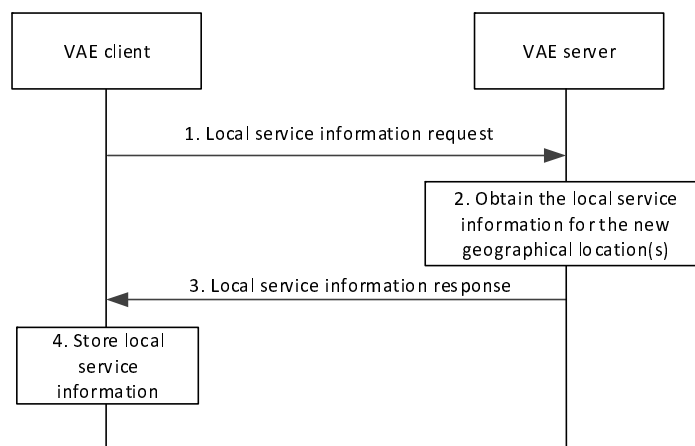 VAE client
VAE server
1. Local service information request
2. Obtain the local service
information for the new
geographical location(s)
3. Local service information response
4. Store local
service
information